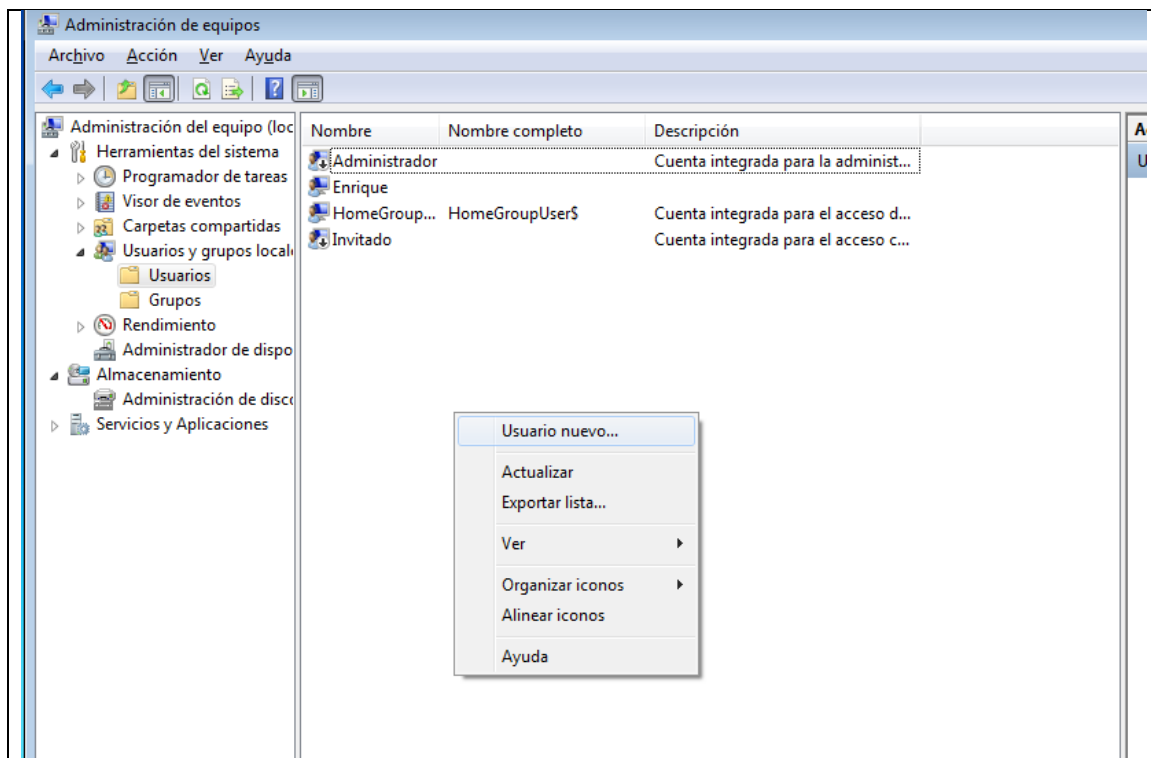 Administración de equipos
Archivo Acción Ver Ayuda
Administración del equipo (loc
Herramientas del sistema
Programador de tareas
Visor de eventos
Carpetas compartidas
Usuarios y grupos locale
Usuarios
Grupos
Rendimiento
Administrador de dispo
Almacenamiento
Administración de disco
Servicios y Aplicaciones
Nombre Nombre completo Descripción
Administrador Cuenta integrada para la administ...
Enrique
HomeGroup... HomeGroupUser$ Cuenta integrada para el acceso d...
Invitado Cuenta integrada para el acceso c...
Usuario nuevo...
Actualizar
Exportar lista...
Ver
Organizar iconos
Alinear iconos
Ayuda
A
U